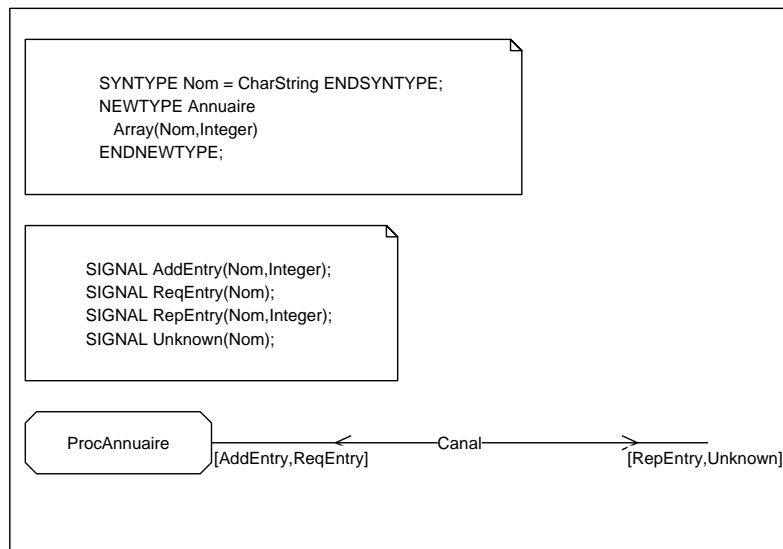 SYNTYPE Nom = CharString ENDSYNTYPE;
NEWTYPE Annuaire
Array(Nom,Integer)
ENDNEWTYPE;
SIGNAL AddEntry(Nom,Integer);
SIGNAL ReqEntry(Nom);
SIGNAL RepEntry(Nom,Integer);
SIGNAL Unknown(Nom);
ProcAnnuaire
Canal
[AddEntry,ReqEntry]
[RepEntry,Unknown]